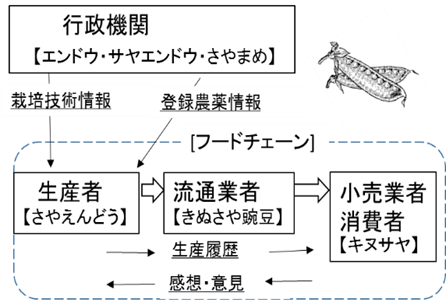 行政機関
【エンドウ・サヤエンドウ・さやまめ】
栽培技術情報
登録農薬情報
[フードチェーン]
生産者
【さやえんどう】
流通業者
【きぬさや豌豆】
小売業者
消費者
【キヌサヤ】
生産履歴
感想・意見